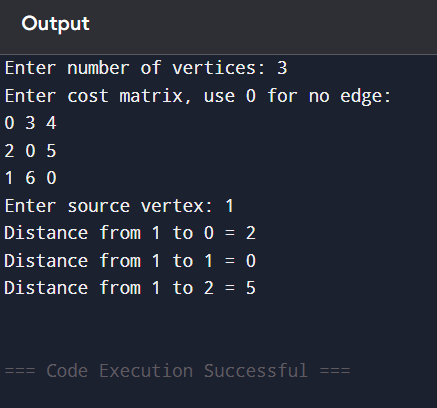 Output
Enter number of vertices: 3
Enter cost matrix, use 0 for no edge:
0 3 4
2 0 5
1 6 0
Enter source vertex: 1
Distance from 1 to 0 = 2
Distance from 1 to 1 = 0
Distance from 1 to 2 = 5
=== Code Execution Successful ===